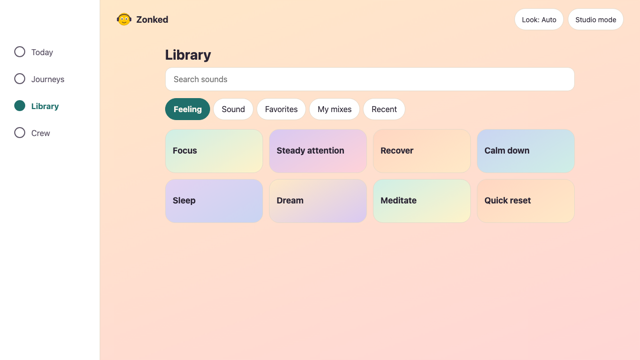 Zonked
Look: Auto
Studio mode
Today
Journeys
Library
Crew
Library
Search sounds
Feeling
Sound
Favorites
My mixes
Recent
Focus
Steady attention
Recover
Calm down
Sleep
Dream
Meditate
Quick reset